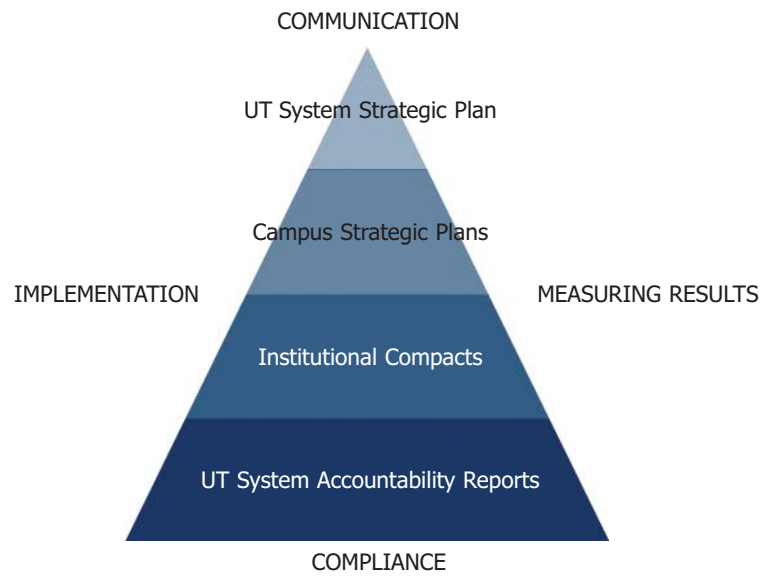 COMMUNICATION
UT System Strategic Plan
Campus Strategic Plans
IMPLEMENTATION
MEASURING RESULTS
Institutional Compacts
UT System Accountability Reports
COMPLIANCE